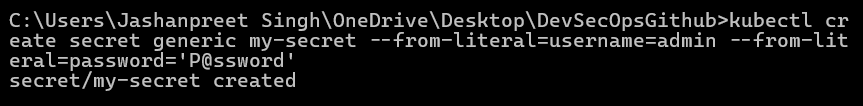 C:\Users\Jashanpreet Singh\OneDrive\Desktop\DevSecOpsGithub>kubectl cr
eate secret generic my-secret --from-literal=username=admin --from-lit
eral=password='P@ssword'
secret/my-secret created